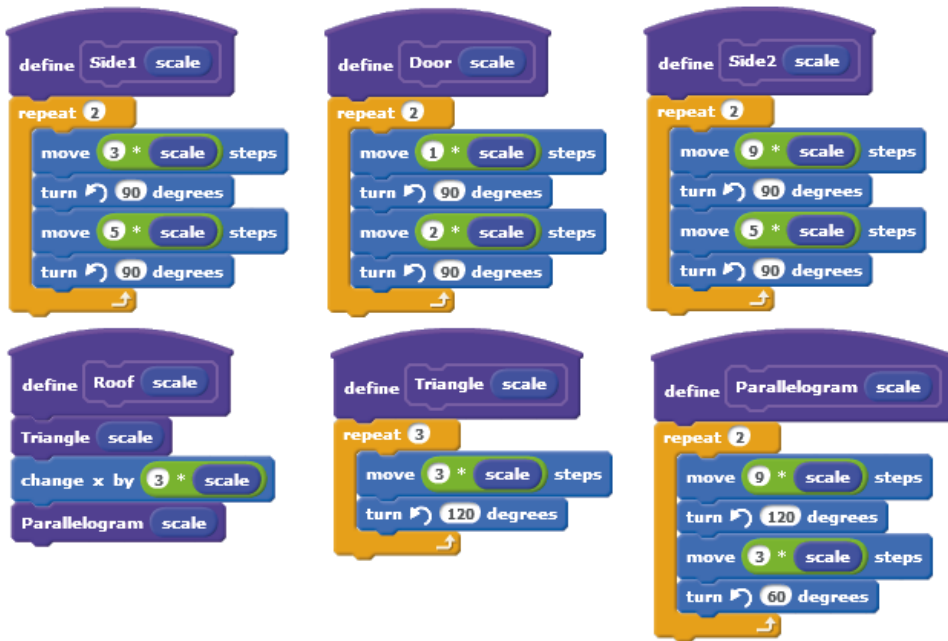 define Side1 scale
repeat 2
move 3 * scale steps
turn 90 degrees
move 5 * scale steps
turn 90 degrees
define Door scale
repeat 2
move 1 * scale steps
turn 90 degrees
move 2 * scale steps
turn 90 degrees
define Side2 scale
repeat 2
move 9 * scale steps
turn 90 degrees
move 5 * scale steps
turn 90 degrees
define Roof scale
Triangle scale
change x by 3 * scale
Parallelogram scale
define Triangle scale
repeat 3
move 3 * scale steps
turn 120 degrees
define Parallelogram scale
repeat 2
move 9 * scale steps
turn 120 degrees
move 3 * scale steps
turn 60 degrees